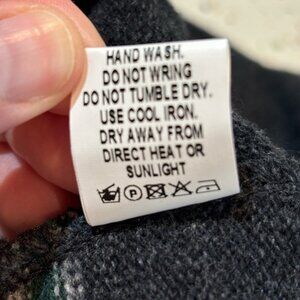 HAND WASH.
DO NOT WRING
DO NOT TUMBLE DRY.
USE COOL IRON.
DRY AWAY FROM
DIRECT HEAT OR
SUNLIGHT
P